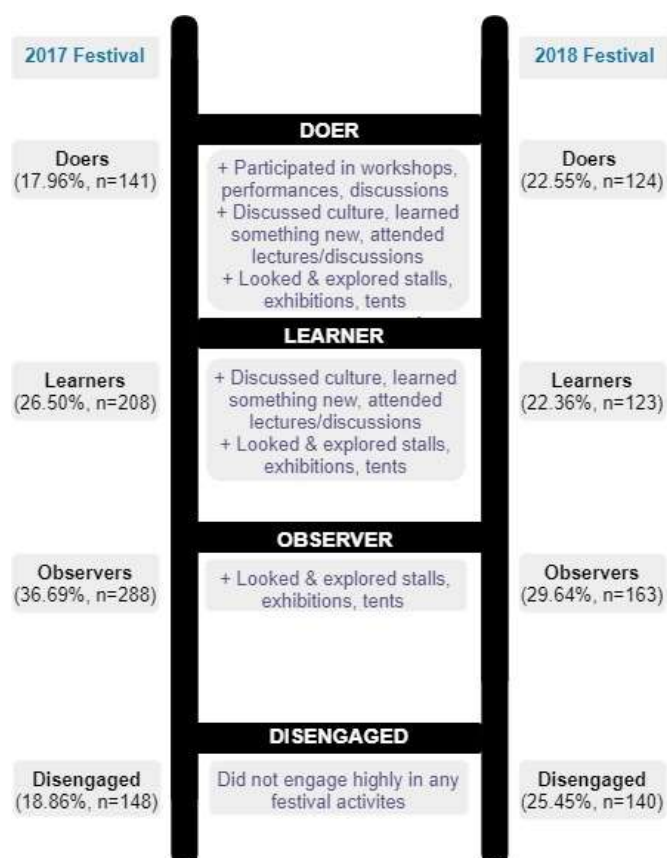 2017 Festival
2018 Festival
DOER
Doers
(17.96%, n=141)
+ Participated in workshops,
performances, discussions
+ Discussed culture, learned
something new, attended
lectures/discussions
+ Looked & explored stalls,
exhibitions, tents
Doers
(22.55%, n=124)
LEARNER
Learners
(26.50%, n=208)
+ Discussed culture, learned
something new, attended
lectures/discussions
+ Looked & explored stalls,
exhibitions, tents
Learners
(22.36%, n=123)
OBSERVER
Observers
(36.69%, n=288)
+ Looked & explored stalls,
exhibitions, tents
Observers
(29.64%, n=163)
DISENGAGED
Disengaged
(18.86%, n=148)
Did not engage highly in any
festival activites
Disengaged
(25.45%, n=140)